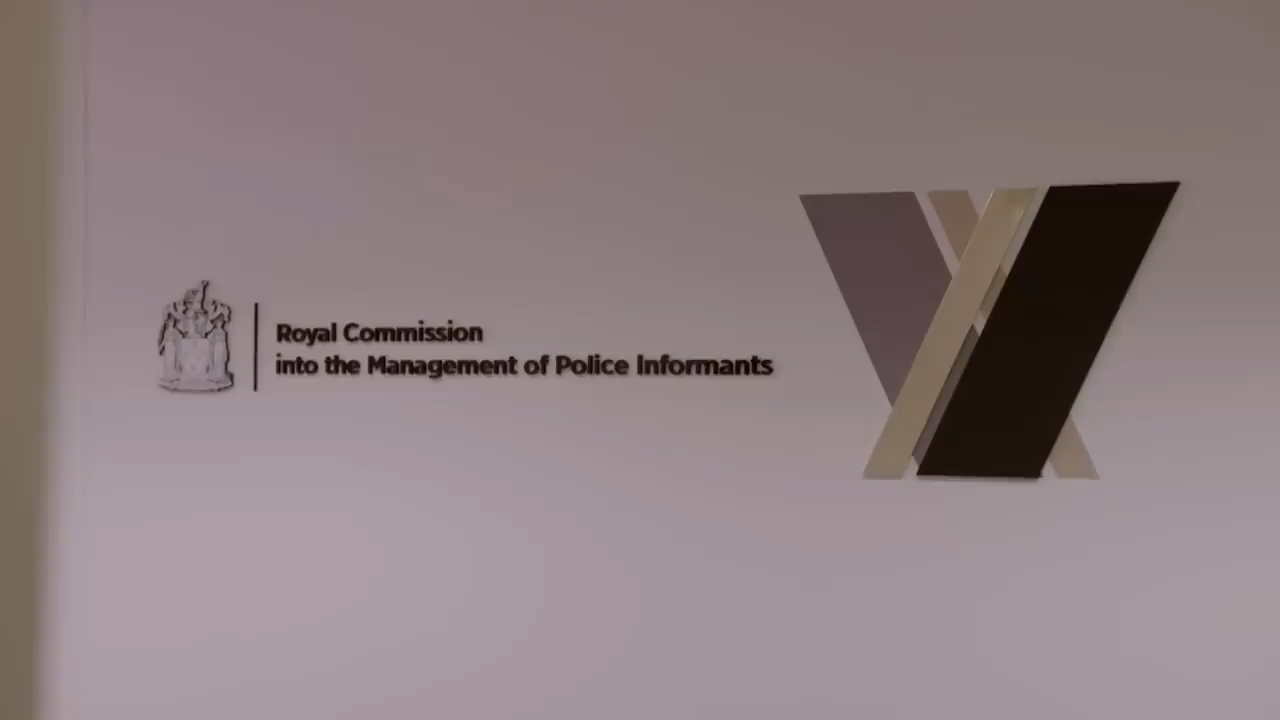 Royal Commission
into the Management of Police Informants